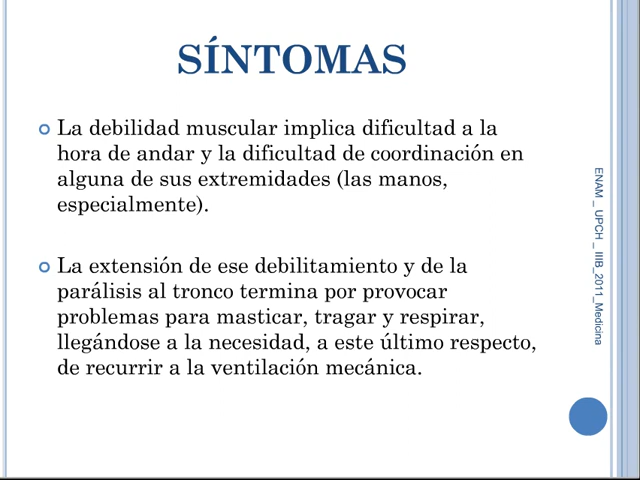 SÍNTOMAS
La debilidad muscular implica dificultad a la
hora de andar y la dificultad de coordinación en
alguna de sus extremidades (las manos,
especialmente).
La extensión de ese debilitamiento y de la
parálisis al tronco termina por provocar
problemas para masticar, tragar y respirar,
llegándose a la necesidad, a este último respecto,
de recurrir a la ventilación mecánica.
ENAM _ UPCH _ IIIB_2011_Medicina